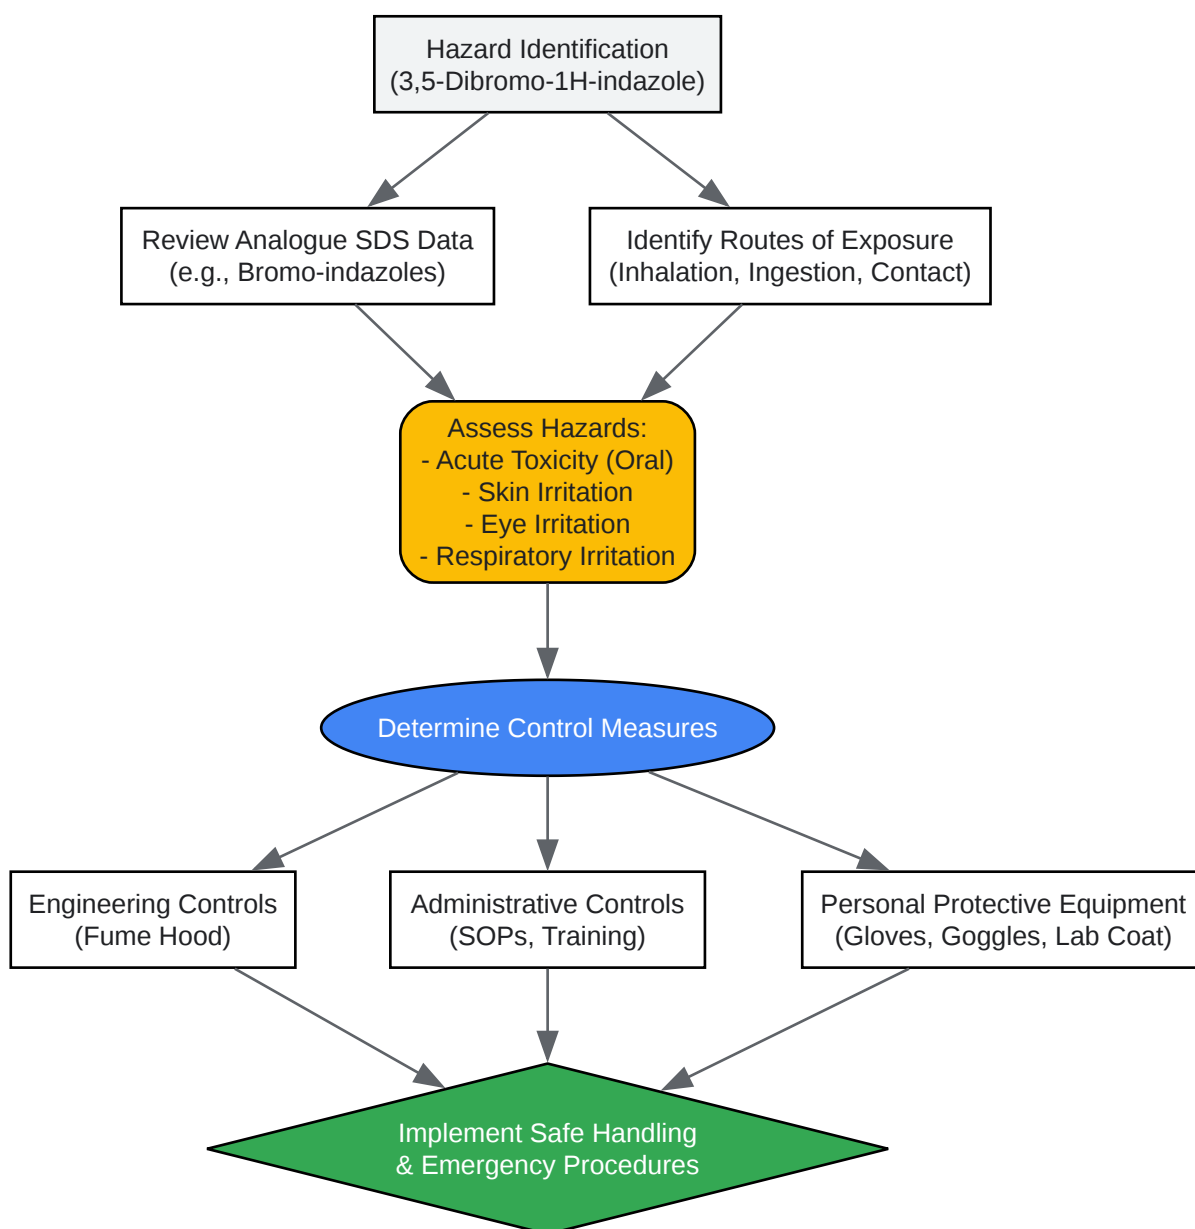 Hazard Identification
(3,5-Dibromo-1H-indazole)
Review Analogue SDS Data
(e.g., Bromo-indazoles)
Identify Routes of Exposure
(Inhalation, Ingestion, Contact)
Assess Hazards:
- Acute Toxicity (Oral)
- Skin Irritation
- Eye Irritation
- Respiratory Irritation
Determine Control Measures
Engineering Controls
(Fume Hood)
Administrative Controls
(SOPs, Training)
Personal Protective Equipment
(Gloves, Goggles, Lab Coat)
Implement Safe Handling
& Emergency Procedures